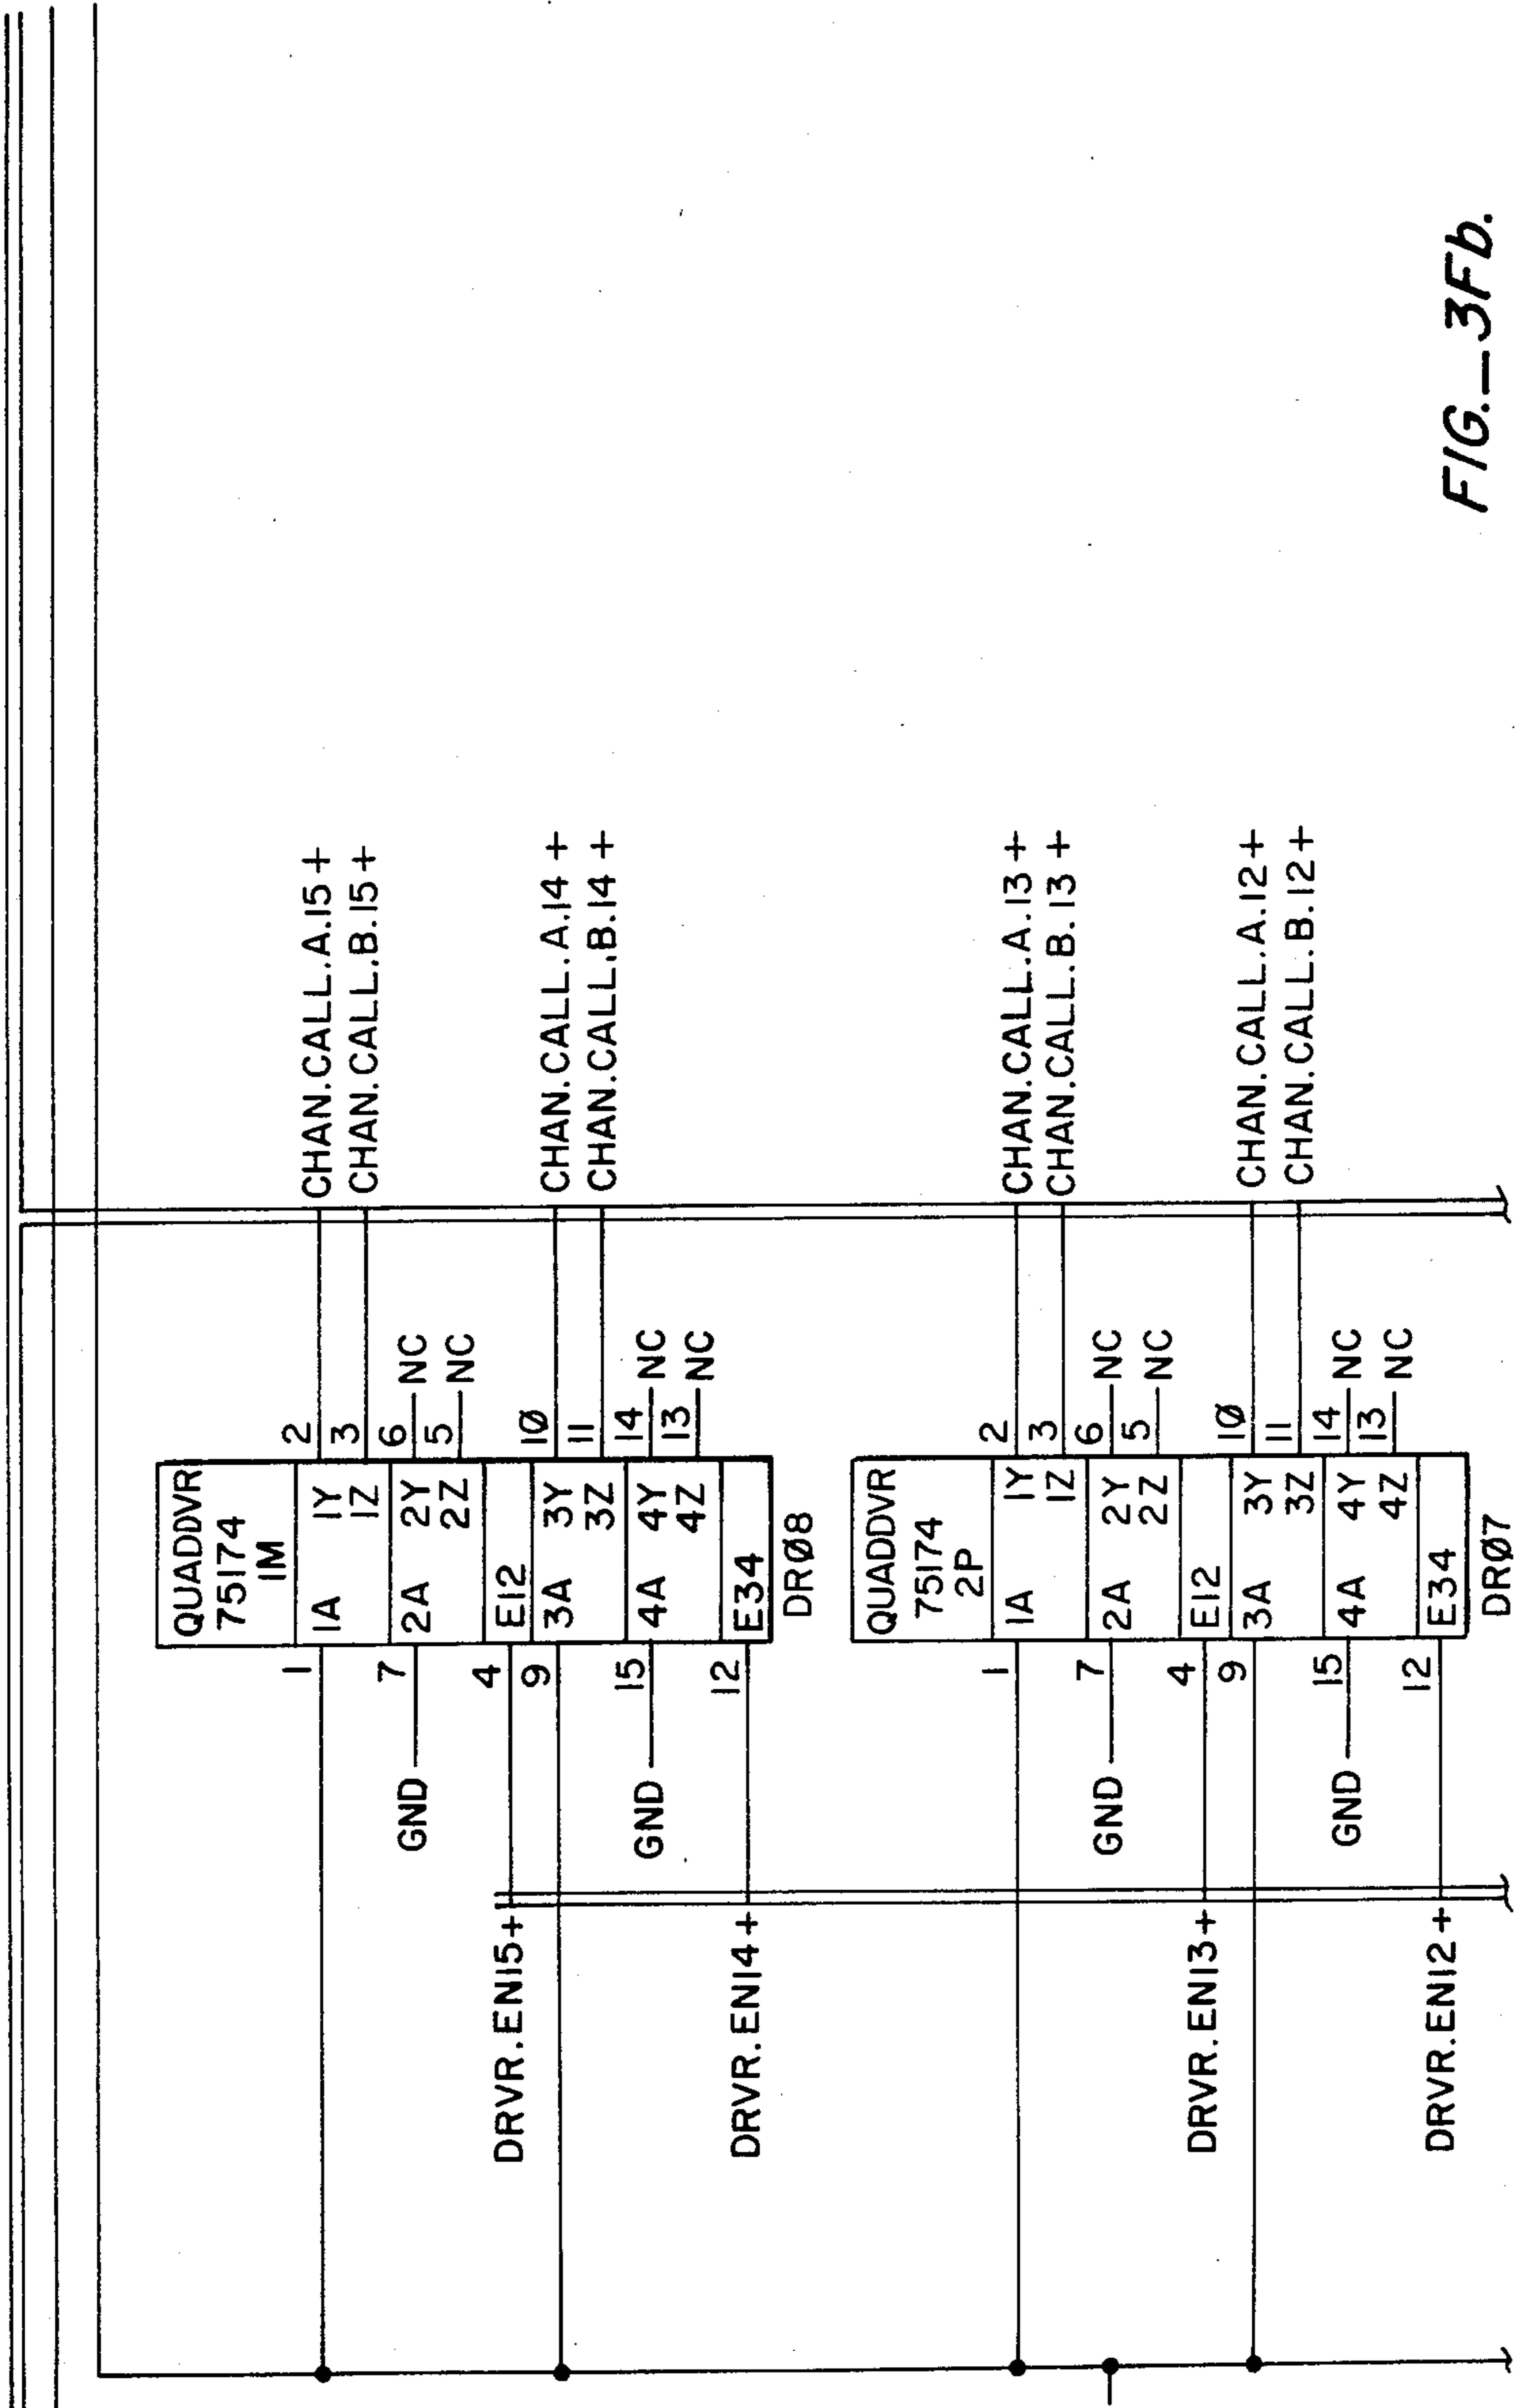 QUADDVR
75174
1M
1A 1Y
1Z
2A 2Y
2Z
E12
3A 3Y
3Z
4A 4Y
4Z
E34
DRØ8
1
7
4
9
15
12
2
3
6
5
1Ø
11
14
13
GND
GND
NC
NC
NC
NC
DRVR.EN15+
DRVR.EN14+
CHAN.CALL.A.15+
CHAN.CALL.B.15+
CHAN.CALL.A.14+
CHAN.CALL.B.14+
QUADDVR
75174
2P
1A 1Y
1Z
2A 2Y
2Z
E12
3A 3Y
3Z
4A 4Y
4Z
E34
DRØ7
1
7
4
9
15
12
2
3
6
5
1Ø
11
14
13
GND
GND
NC
NC
NC
NC
DRVR.EN13+
DRVR.EN12+
CHAN.CALL.A.13+
CHAN.CALL.B.13+
CHAN.CALL.A.12+
CHAN.CALL.B.12+
FIG._3Fb.